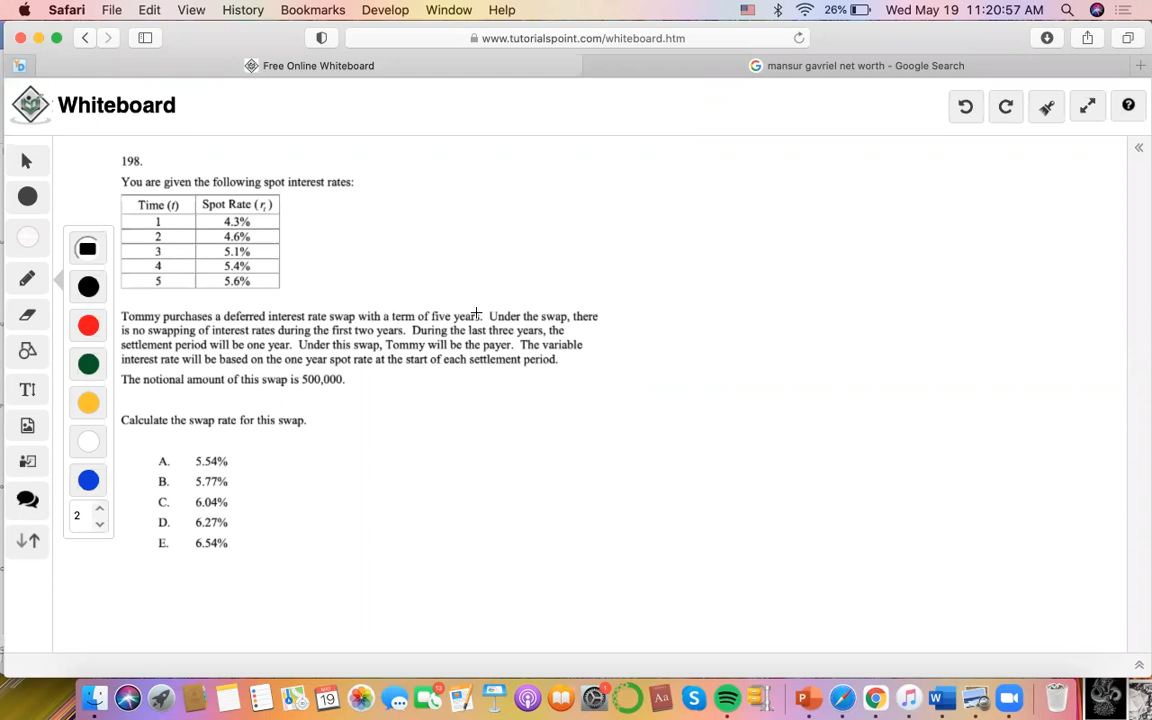 Safari File Edit View History Bookmarks Develop Window Help 26% Wed May 19 11:20:57 AM
www.tutorialspoint.com/whiteboard.htm
Free Online Whiteboard
mansur gavriel net worth - Google Search
Whiteboard
198.
You are given the following spot interest rates:
Time (t) Spot Rate (rt)
1 4.3%
2 4.6%
3 5.1%
4 5.4%
5 5.6%
Tommy purchases a deferred interest rate swap with a term of five years. Under the swap, there
is no swapping of interest rates during the first two years. During the last three years, the
settlement period will be one year. Under this swap, Tommy will be the payer. The variable
interest rate will be based on the one year spot rate at the start of each settlement period.
The notional amount of this swap is 500,000.
Calculate the swap rate for this swap.
A. 5.54%
B. 5.77%
C. 6.04%
D. 6.27%
E. 6.54%
2